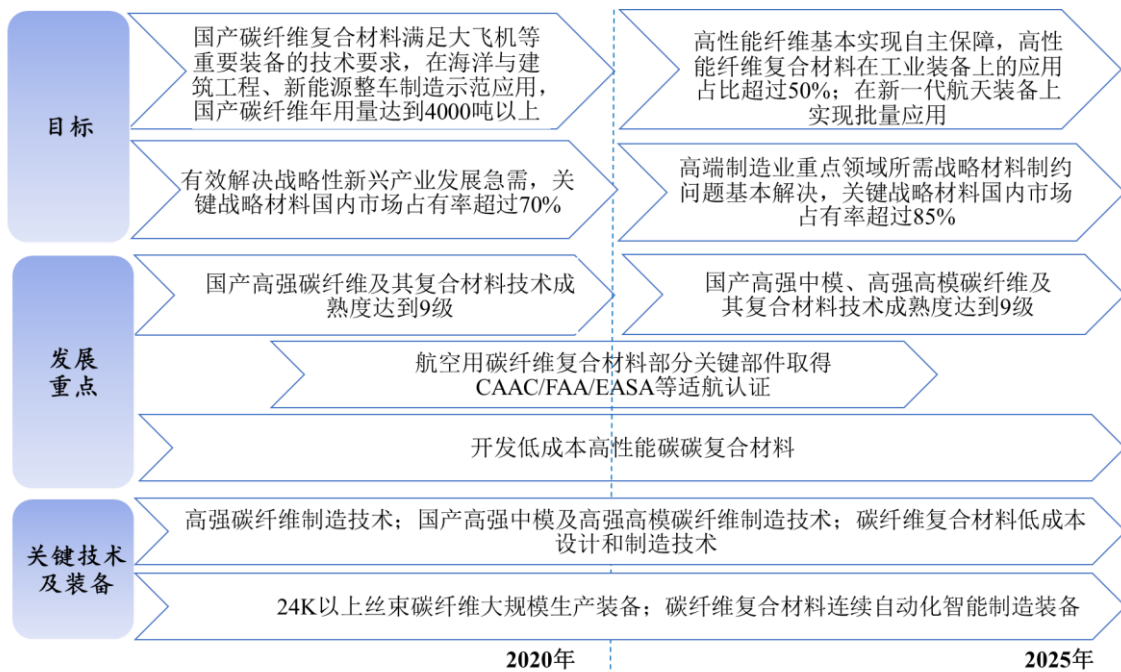 目标
国产碳纤维复合材料满足大飞机等
重要装备的技术要求，在海洋与建
筑工程、新能源整车制造示范应用，
国产碳纤维年用量达到4000吨以上
高性能纤维基本实现自主保障，高性
能纤维复合材料在工业装备上的应用
占比超过50%；在新一代航天装备上
实现批量应用
有效解决战略性新兴产业发展急需，关
键战略材料国内市场占有率超过70%
高端制造业重点领域所需战略材料制约
问题基本解决，关键战略材料国内市场
占有率超过85%
发展
重点
国产高强碳纤维及其复合材料技术成
熟度达到9级
国产高强中模、高强高模碳纤维及
其复合材料技术成熟度达到9级
航空用碳纤维复合材料部分关键部件取得
CAAC/FAA/EASA等适航认证
开发低成本高性能碳碳复合材料
关键技术
及装备
高强碳纤维制造技术；国产高强中模及高强高模碳纤维制造技术；碳纤维复合材料低成本
设计和制造技术
24K以上丝束碳纤维大规模生产装备；碳纤维复合材料连续自动化智能制造装备
2020年
2025年